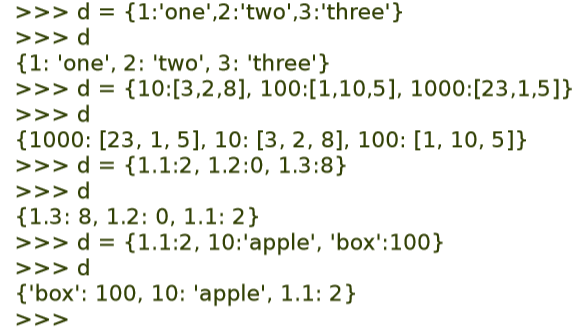 >>> d = {1:'one',2:'two',3:'three'}
>>> d
{1: 'one', 2: 'two', 3: 'three'}
>>> d = {10:[3,2,8], 100:[1,10,5], 1000:[23,1,5]}
>>> d
{1000: [23, 1, 5], 10: [3, 2, 8], 100: [1, 10, 5]}
>>> d = {1.1:2, 1.2:0, 1.3:8}
>>> d
{1.3: 8, 1.2: 0, 1.1: 2}
>>> d = {1.1:2, 10:'apple', 'box':100}
>>> d
{'box': 100, 10: 'apple', 1.1: 2}
>>>